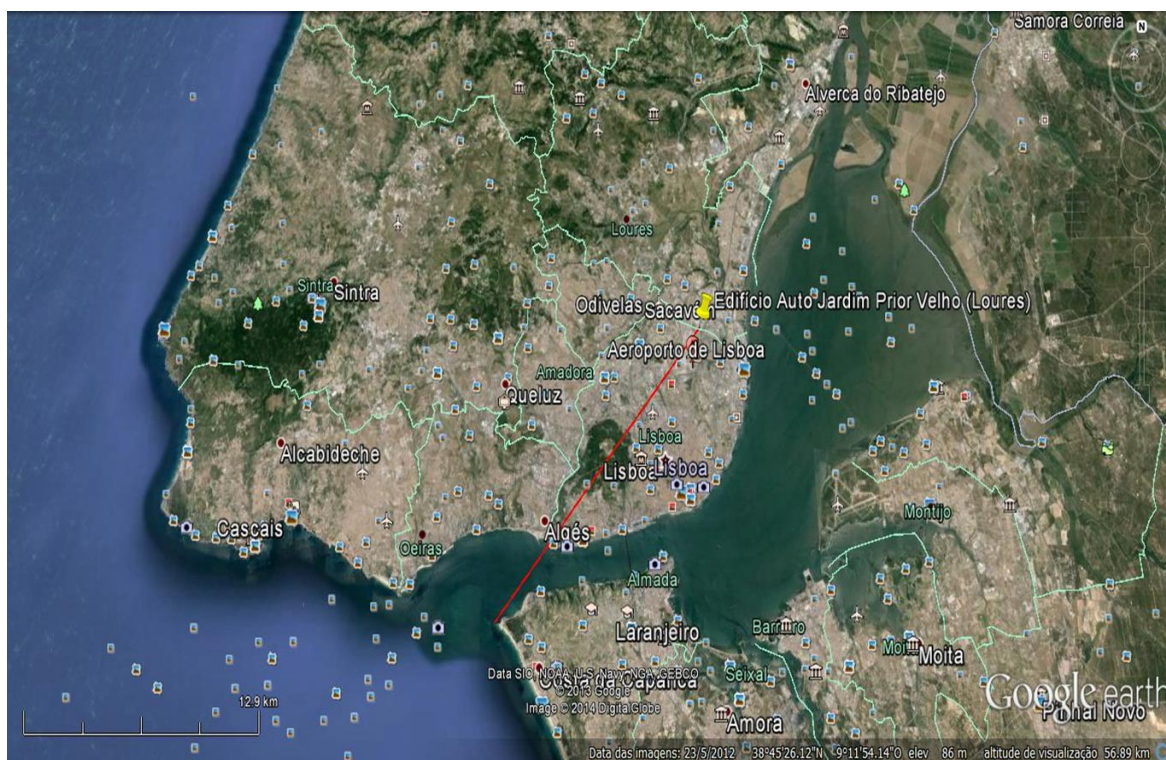 Samora Correia
N
Alverca do Ribatejo
Loures
Sintra
Sintra
Odivelas
Sacavém
Edifício Auto Jardim Prior Velho (Loures)
Aeroporto de Lisboa
Amadora
Queluz
Lisboa
Alcabideche
Lisboa
Lisboa
Montijo
Cascais
Algés
Oeiras
Almada
Laranjeiro
Barreiro
Moita
Seixal
Data SIO, NOAA, U.S. Navy, NGA, GEBCO
Costa da Caparica
© 2013 Google
Image © 2014 DigitalGlobe
12.9 km
Amora
Google earth
Pinhal Novo
Data das imagens: 23/5/2012 38°45'26.12"N 9°11'54.14"O elev 86 m altitude de visualização 56.89 km